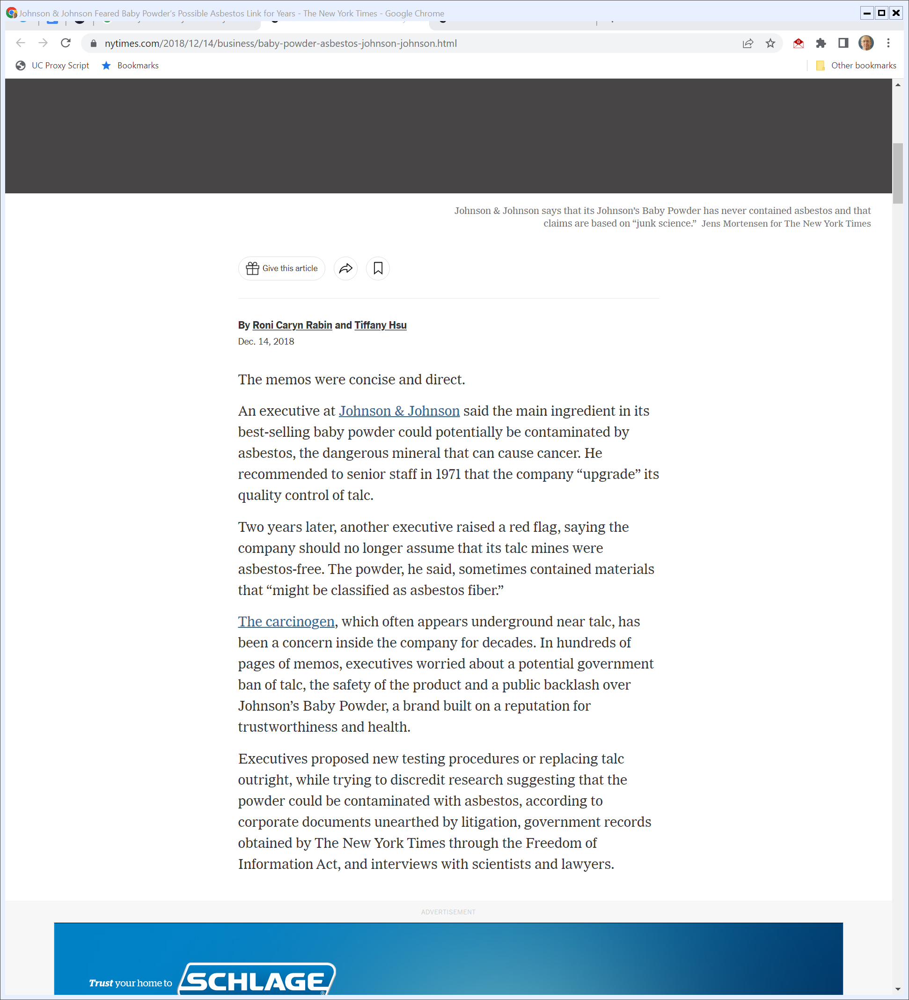 Johnson & Johnson Feared Baby Powder's Possible Asbestos Link for Years - The New York Times - Google Chrome
nytimes.com/2018/12/14/business/baby-powder-asbestos-johnson-johnson.html
UC Proxy Script
Bookmarks
Other bookmarks
Johnson & Johnson says that its Johnson’s Baby Powder has never contained asbestos and that
claims are based on “junk science.” Jens Mortensen for The New York Times
Give this article
By Roni Caryn Rabin and Tiffany Hsu
Dec. 14, 2018
The memos were concise and direct.
An executive at Johnson & Johnson said the main ingredient in its
best-selling baby powder could potentially be contaminated by
asbestos, the dangerous mineral that can cause cancer. He
recommended to senior staff in 1971 that the company “upgrade” its
quality control of talc.
Two years later, another executive raised a red flag, saying the
company should no longer assume that its talc mines were
asbestos-free. The powder, he said, sometimes contained materials
that “might be classified as asbestos fiber.”
The carcinogen, which often appears underground near talc, has
been a concern inside the company for decades. In hundreds of
pages of memos, executives worried about a potential government
ban of talc, the safety of the product and a public backlash over
Johnson’s Baby Powder, a brand built on a reputation for
trustworthiness and health.
Executives proposed new testing procedures or replacing talc
outright, while trying to discredit research suggesting that the
powder could be contaminated with asbestos, according to
corporate documents unearthed by litigation, government records
obtained by The New York Times through the Freedom of
Information Act, and interviews with scientists and lawyers.
ADVERTISEMENT
Trust your home to SCHLAGE®